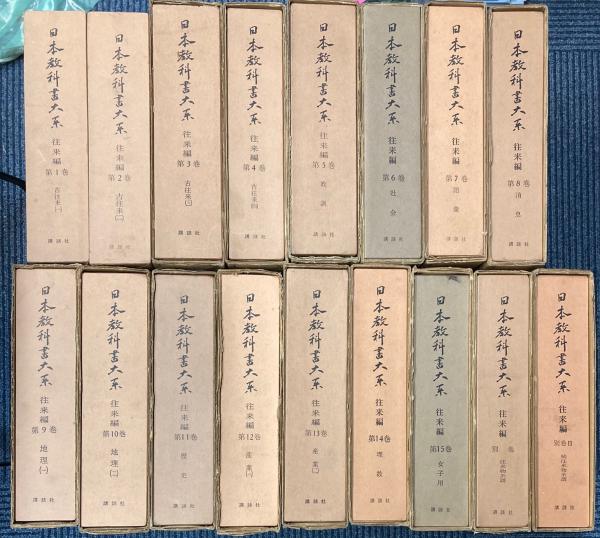 日本教科書大系 往来編 第1巻 古往来(一) 講談社
日本教科書大系 往来編 第2巻 古往来(二) 講談社
日本教科書大系 往来編 第3巻 古往来(三) 講談社
日本教科書大系 往来編 第4巻 古往来(四) 講談社
日本教科書大系 往来編 第5巻 教訓 講談社
日本教科書大系 往来編 第6巻 社会 講談社
日本教科書大系 往来編 第7巻 語彙 講談社
日本教科書大系 往来編 第8巻 消息 講談社
日本教科書大系 往来編 第9巻 地理(一) 講談社
日本教科書大系 往来編 第10巻 地理(二) 講談社
日本教科書大系 往来編 第11巻 歴史 講談社
日本教科書大系 往来編 第12巻 産業(一) 講談社
日本教科書大系 往来編 第13巻 産業(二) 講談社
日本教科書大系 往来編 第14巻 理数 講談社
日本教科書大系 往来編 第15巻 女子用 講談社
日本教科書大系 往来編 別巻 往来物系譜 講談社
日本教科書大系 往来編 別巻II 続往来物系譜 講談社